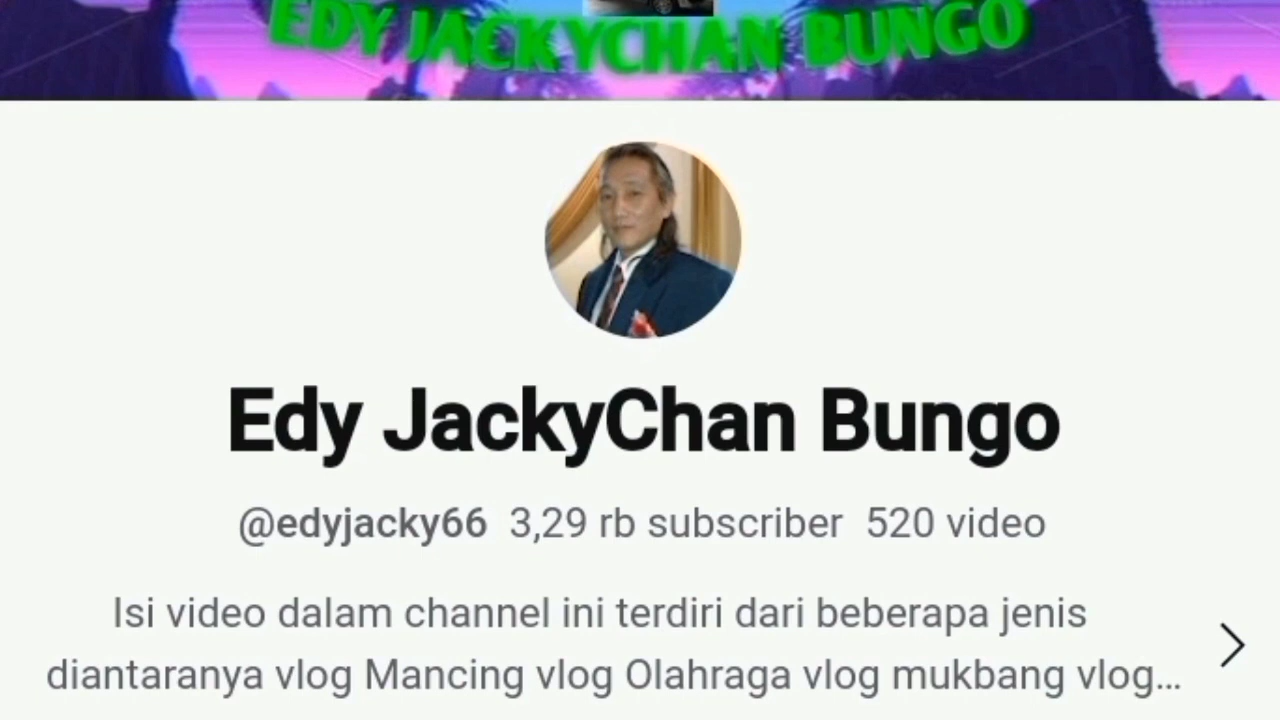 EDY JACKYCHAN BUNGO
Edy JackyChan Bungo
@edyjacky66 3,29 rb subscriber 520 video
Isi video dalam channel ini terdiri dari beberapa jenis
diantaranya vlog Mancing vlog Olahraga vlog mukbang vlog...